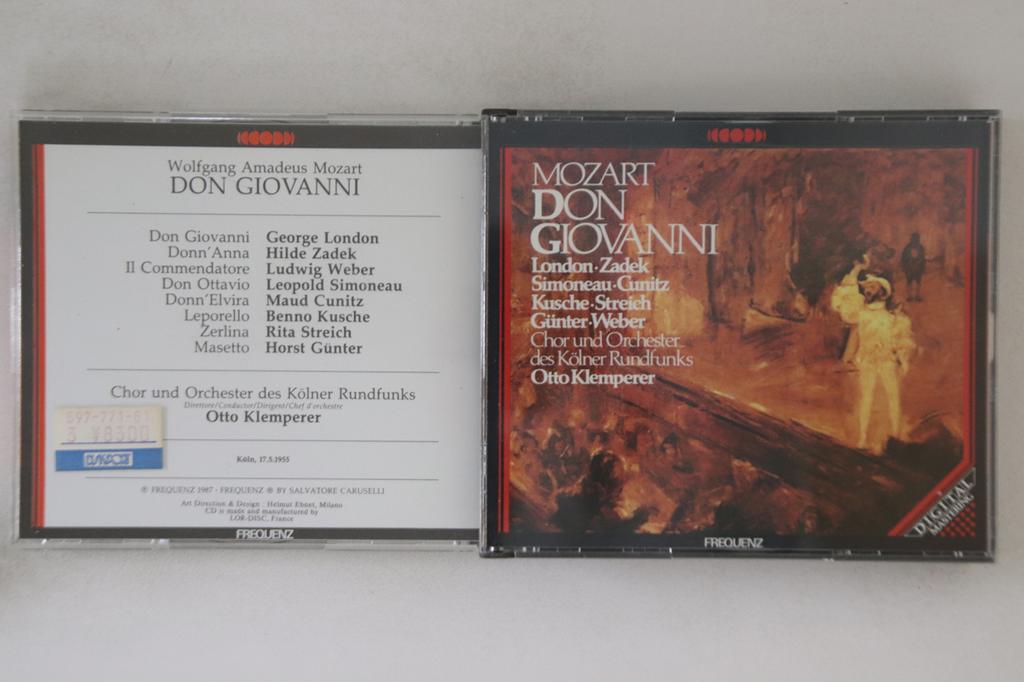 Wolfgang Amadeus Mozart
DON GIOVANNI
Don Giovanni George London
Donn'Anna Hilde Zadek
Il Commendatore Ludwig Weber
Don Ottavio Leopold Simoneau
Donn'Elvira Maud Cunitz
Leporello Benno Kusche
Zerlina Rita Streich
Masetto Horst Günter
Chor und Orchester des Kölner Rundfunks
Direttore/Conductor/Dirigent/Chef d'orchestre
Otto Klemperer
597-771-61
3 ¥8300
Köln, 17.5.1955
℗ FREQUENZ 1987 - FREQUENZ ® BY SALVATORE CARUSELLI
Art Direction & Design : Helmut Ebner, Milano
CD is made and manufactured by
LOR-DISC, France
FREQUENZ
MOZART
DON
GIOVANNI
London·Zadek
Simoneau·Cunitz
Kusche·Streich
Günter·Weber
Chor und Orchester
des Kölner Rundfunks
Otto Klemperer
DIGITAL
MASTERING
FREQUENZ